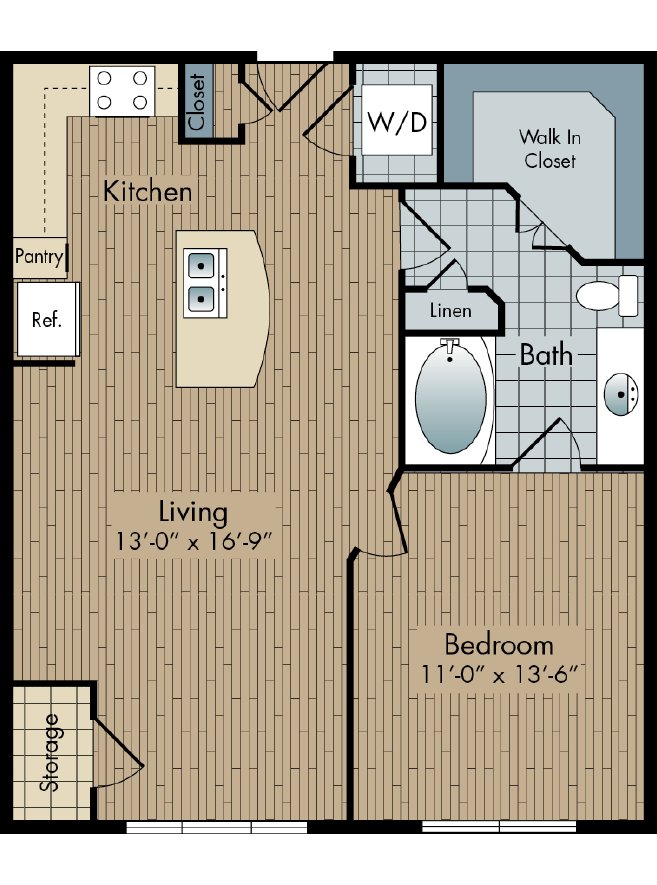 Closet
W/D
Walk In
Closet
Kitchen
Pantry
Ref.
Linen
Bath
Living
13'-0" x 16'-9"
Bedroom
11'-0" x 13'-6"
Storage